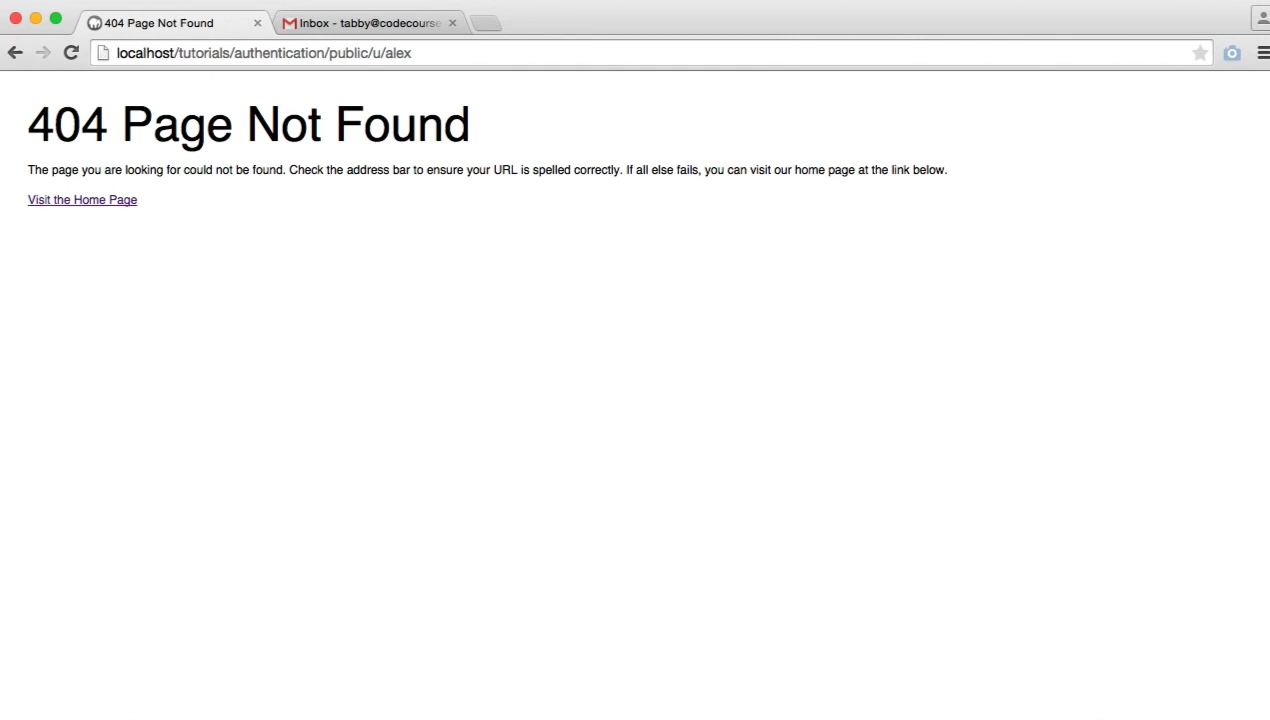 404 Page Not Found
Inbox - tabby@codecourse
localhost/tutorials/authentication/public/u/alex
404 Page Not Found
The page you are looking for could not be found. Check the address bar to ensure your URL is spelled correctly. If all else fails, you can visit our home page at the link below.
Visit the Home Page